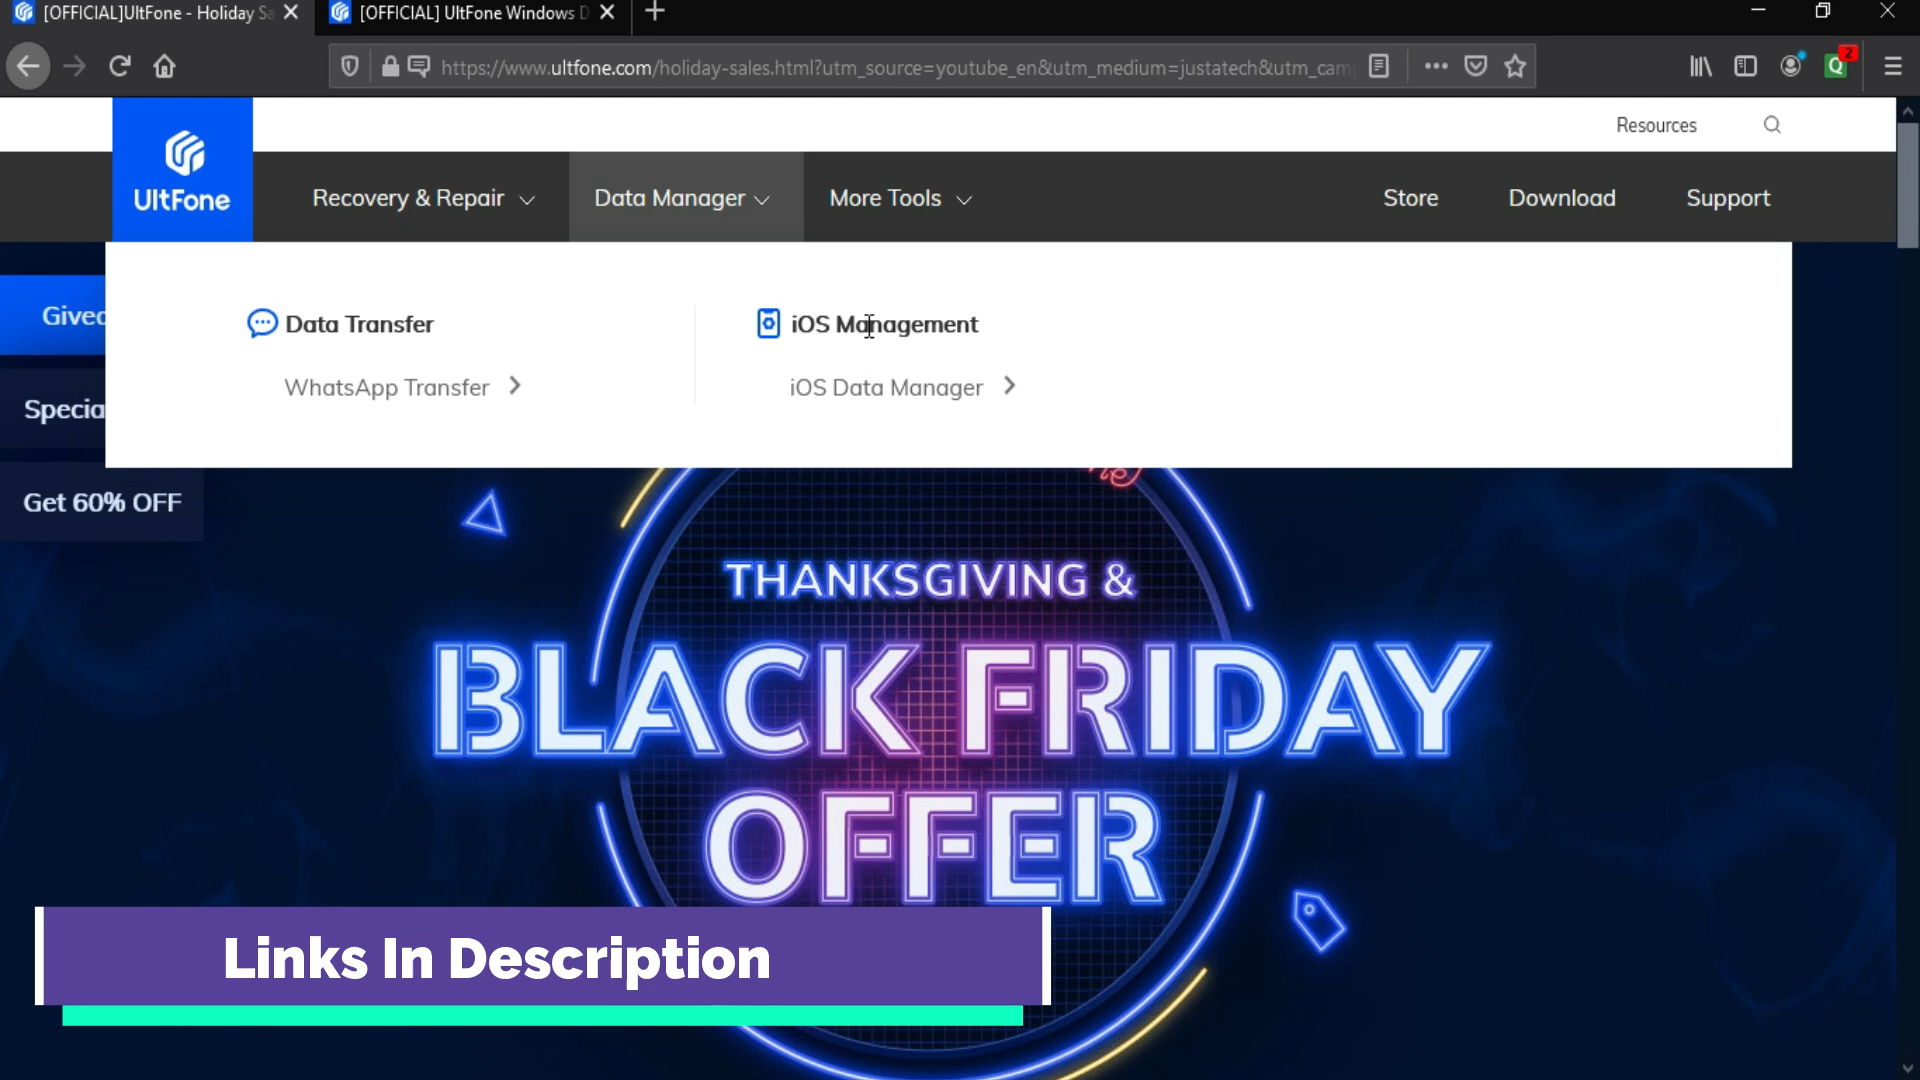 [OFFICIAL]UltFone - Holiday Sa
[OFFICIAL] UltFone Windows D
https://www.ultfone.com/holiday-sales.html?utm_source=youtube_en&utm_medium=justatech&utm_cam
Q
2
Resources
UltFone
Recovery & Repair
Data Manager
More Tools
Store
Download
Support
Data Transfer
iOS Management
WhatsApp Transfer
iOS Data Manager
Specia
Get 60% OFF
THANKSGIVING &
BLACK FRIDAY
OFFER
Links In Description